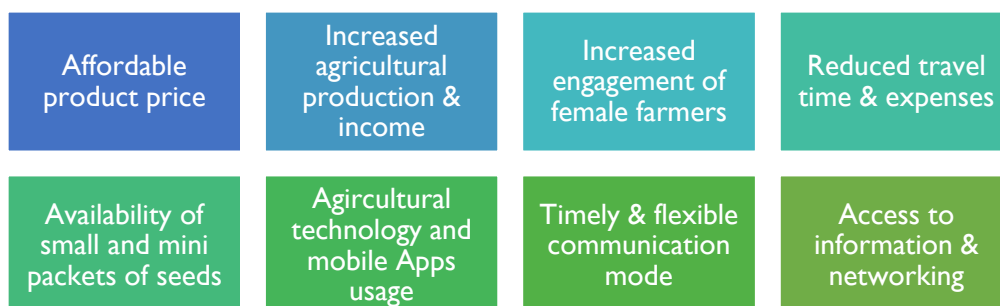 Affordable
product price
Increased
agricultural
production &
income
Increased
engagement of
female farmers
Reduced travel
time & expenses
Availability of
small and mini
packets of seeds
Agircultural
technology and
mobile Apps
usage
Timely & flexible
communication
mode
Access to
information &
networking